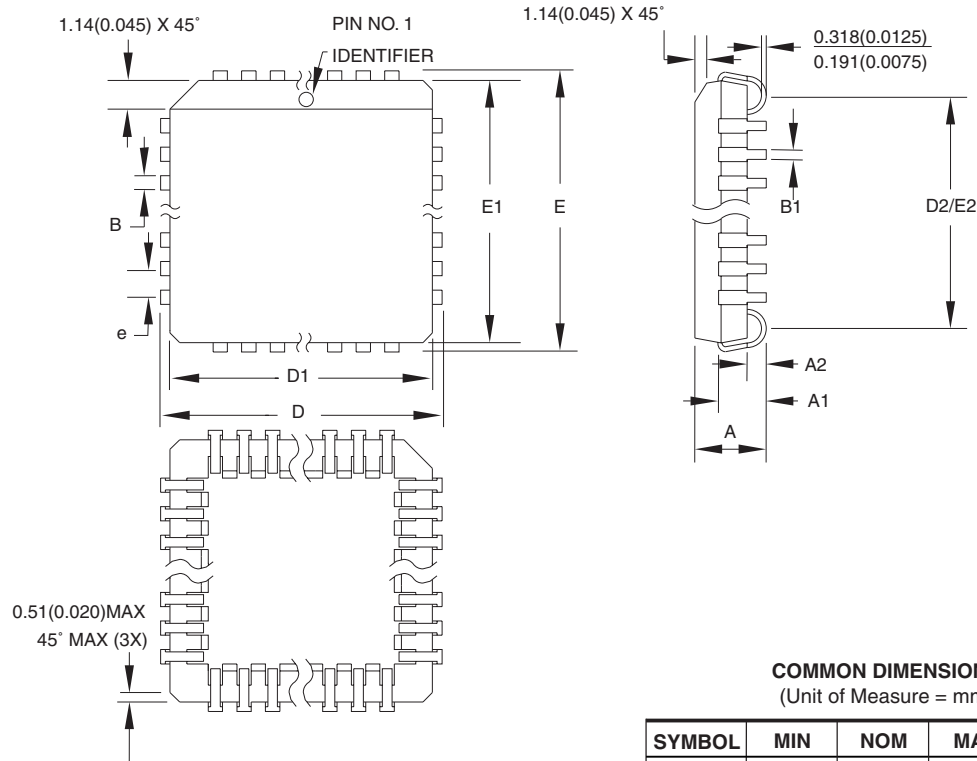 1.14(0.045) X 45˚
PIN NO. 1
IDENTIFIER
1.14(0.045) X 45˚
0.318(0.0125)
0.191(0.0075)
B
e
E1
E
B1
D2/E2
D1
D
A2
A1
A
0.51(0.020)MAX
45˚ MAX (3X)
COMMON DIMENSION
(Unit of Measure = mm
SYMBOL MIN NOM MA